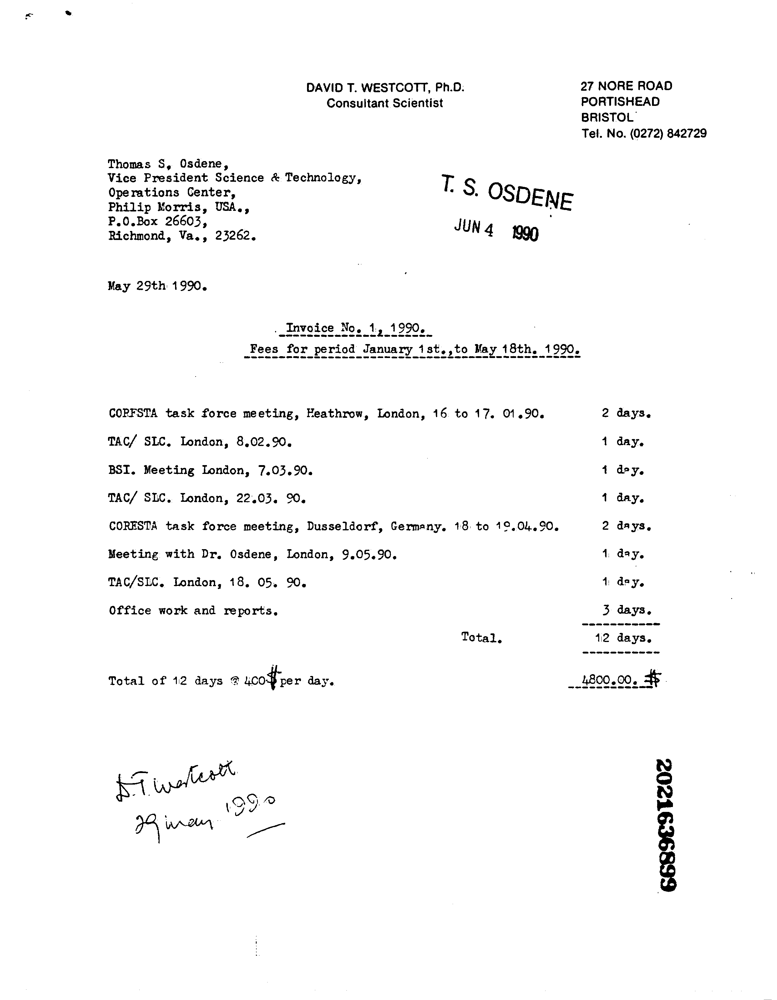 DAVID T. WESTCOTT, Ph.D.
Consultant Scientist
27 NORE ROAD
PORTISHEAD
BRISTOL
Tel. No. (0272) 842729
Thomas S. Osdene,
Vice President Science & Technology,
Operations Center,
Philip Morris, USA.,
P.O.Box 26603,
Richmond, Va., 23262.
T. S. OSDENE
JUN 4 1990
May 29th 1990.
Invoice No. 1, 1990.
Fees for period January 1st.,to May 18th. 1990.
CORESTA task force meeting, Heathrow, London, 16 to 17. 01.90. 2 days.
TAC/ SLC. London, 8.02.90. 1 day.
BSI. Meeting London, 7.03.90. 1 day.
TAC/ SLC. London, 22.03. 90. 1 day.
CORESTA task force meeting, Dusseldorf, Germany. 18 to 19.04.90. 2 days.
Meeting with Dr. Osdene, London, 9.05.90. 1 day.
TAC/SLC. London, 18. 05. 90. 1 day.
Office work and reports. 3 days.
Total. 12 days.
Total of 12 days @ 400$ per day. 4800.00. $
D.T. Westcott
29 may 1990
2021636899